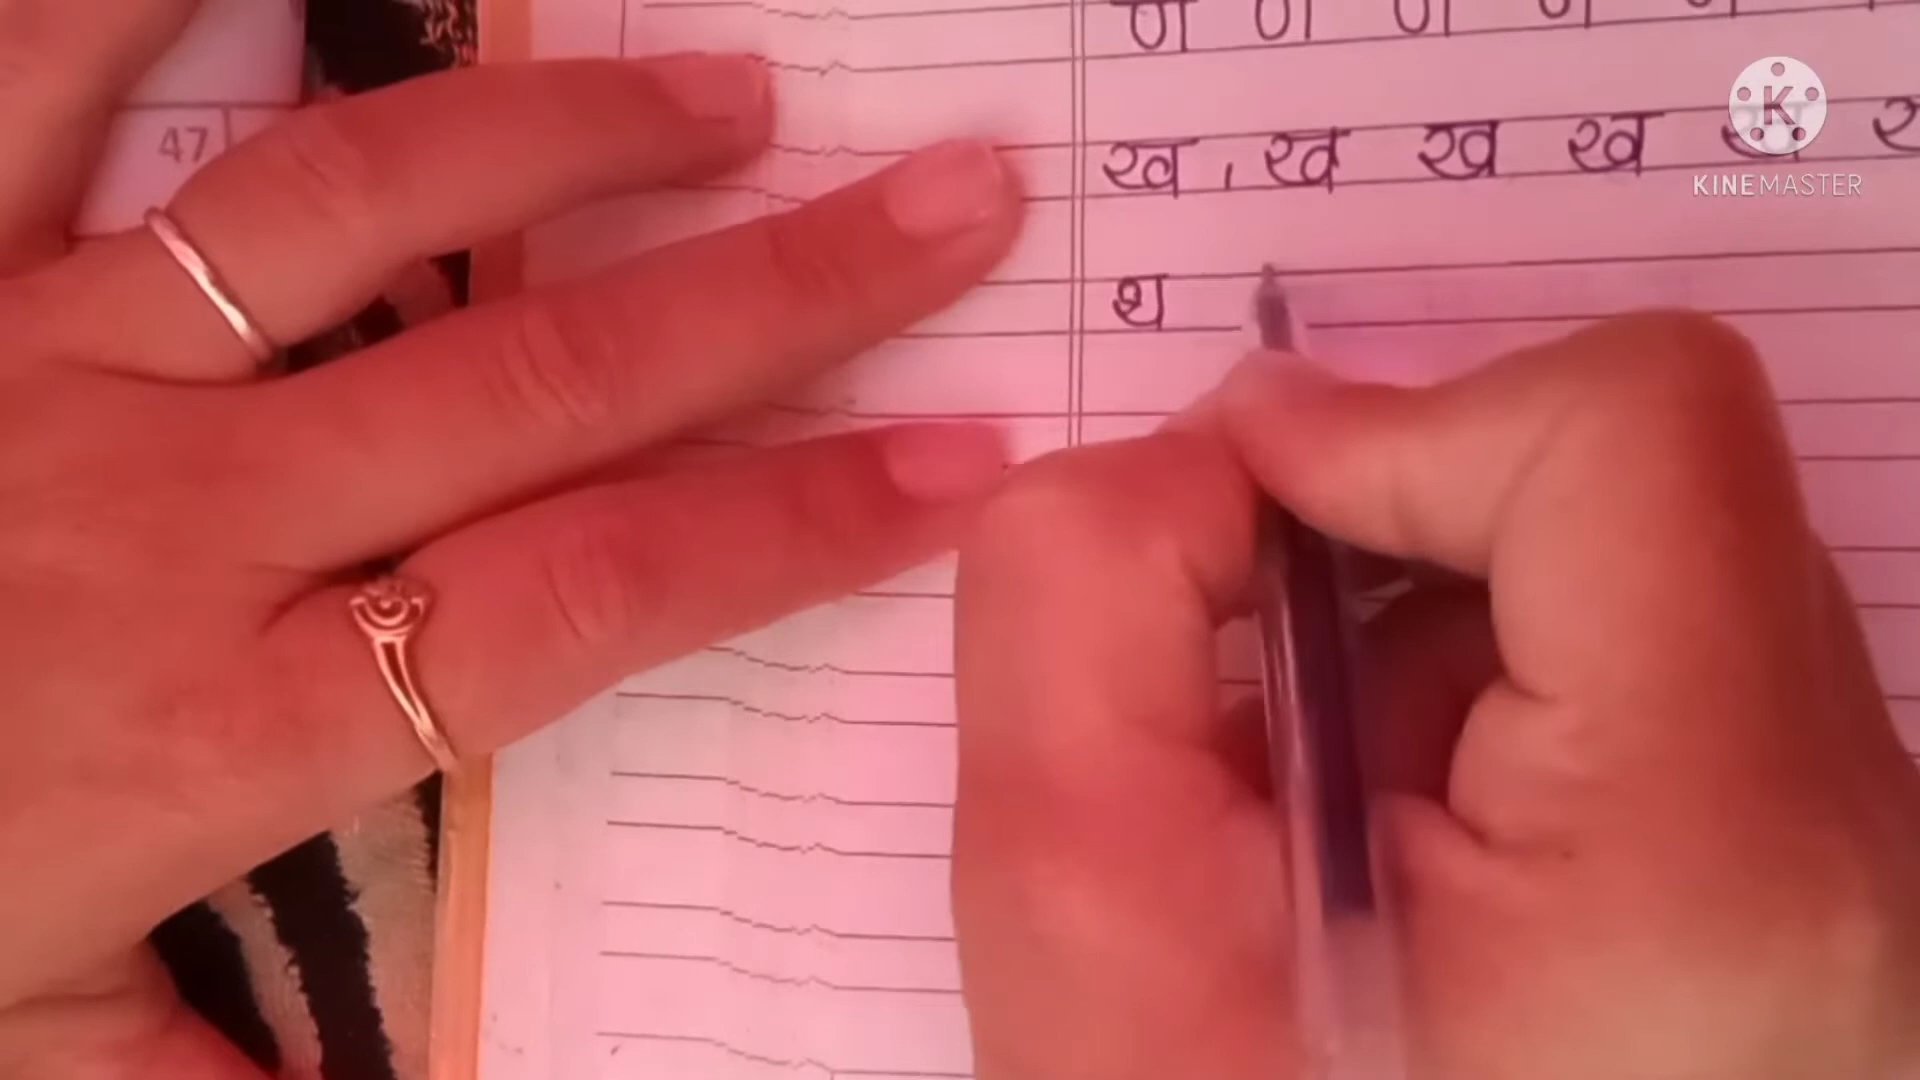 ण ण ण ण ण
47
ख , ख ख ख ख ख
थ
KINEMASTER